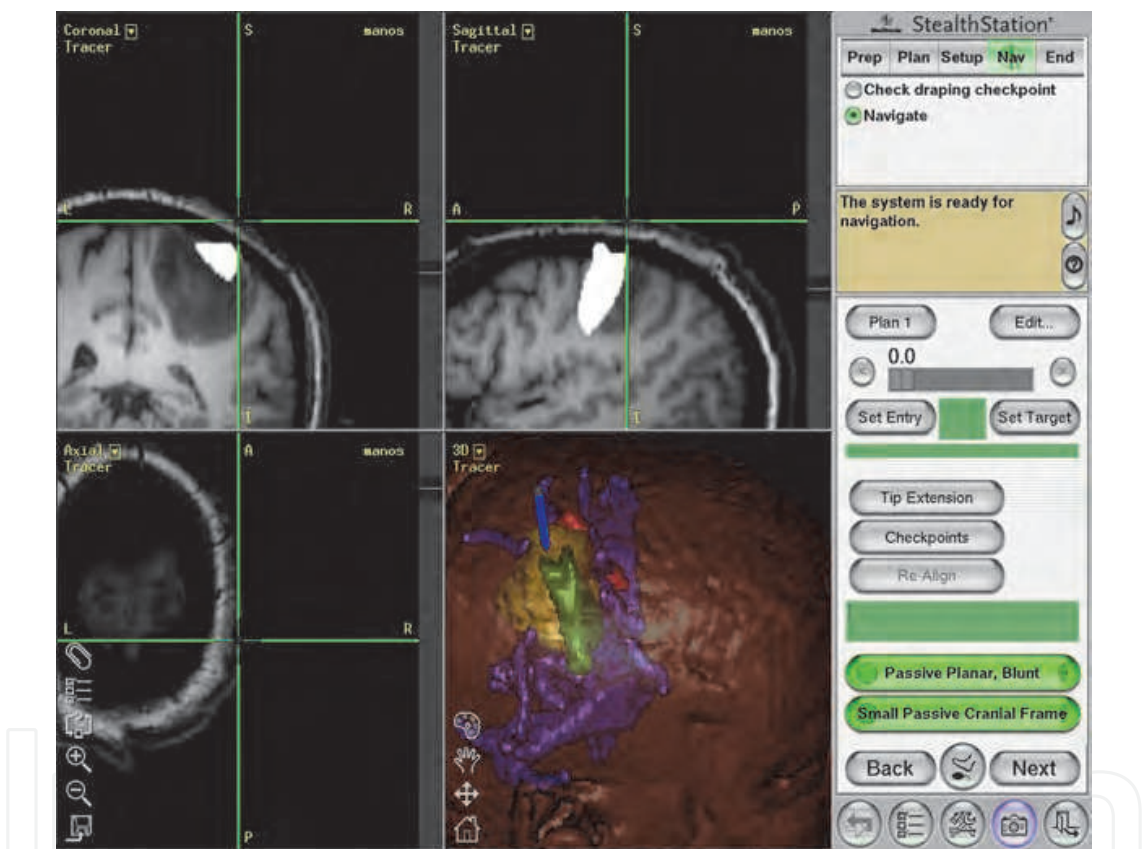 Coronal
Tracer
S
manos
L
R
I
Sagittal
Tracer
S
manos
A
P
I
Axial
Tracer
A
manos
L
R
P
3D
Tracer
StealthStation
Prep Plan Setup Nav End
Check draping checkpoint
Navigate
The system is ready for
navigation.
Plan 1 Edit...
0.0
Set Entry Set Target
Tip Extension
Checkpoints
Re-Align
Passive Planar, Blunt
Small Passive Cranial Frame
Back Next